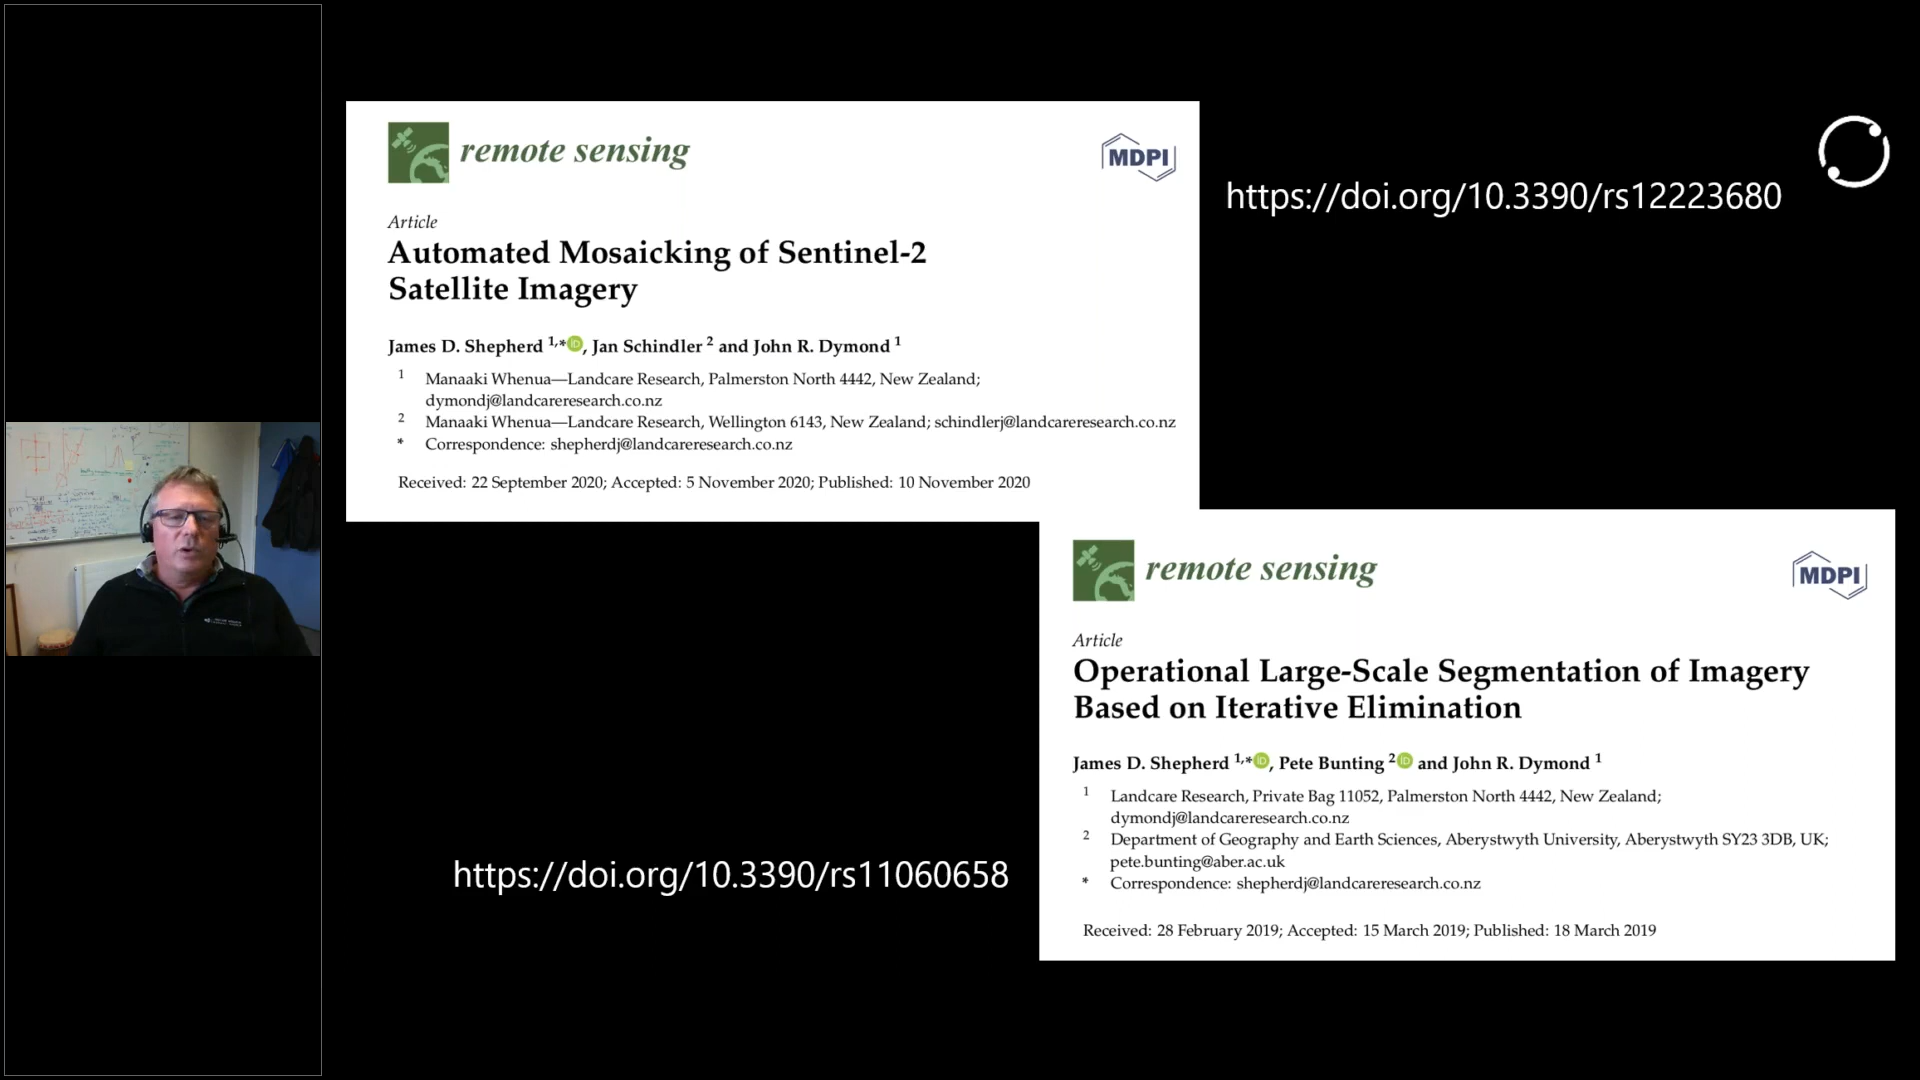 remote sensing
MDPI
https://doi.org/10.3390/rs12223680
Article
Automated Mosaicking of Sentinel-2
Satellite Imagery
James D. Shepherd 1,* iD, Jan Schindler 2 and John R. Dymond 1
1 Manaaki Whenua—Landcare Research, Palmerston North 4442, New Zealand;
dymondj@landcareresearch.co.nz
2 Manaaki Whenua—Landcare Research, Wellington 6143, New Zealand; schindlerj@landcareresearch.co.nz
* Correspondence: shepherdj@landcareresearch.co.nz
Received: 22 September 2020; Accepted: 5 November 2020; Published: 10 November 2020
remote sensing
MDPI
Article
Operational Large-Scale Segmentation of Imagery
Based on Iterative Elimination
James D. Shepherd 1,* iD, Pete Bunting 2 iD and John R. Dymond 1
1 Landcare Research, Private Bag 11052, Palmerston North 4442, New Zealand;
dymondj@landcareresearch.co.nz
2 Department of Geography and Earth Sciences, Aberystwyth University, Aberystwyth SY23 3DB, UK;
pete.bunting@aber.ac.uk
* Correspondence: shepherdj@landcareresearch.co.nz
Received: 28 February 2019; Accepted: 15 March 2019; Published: 18 March 2019
https://doi.org/10.3390/rs11060658